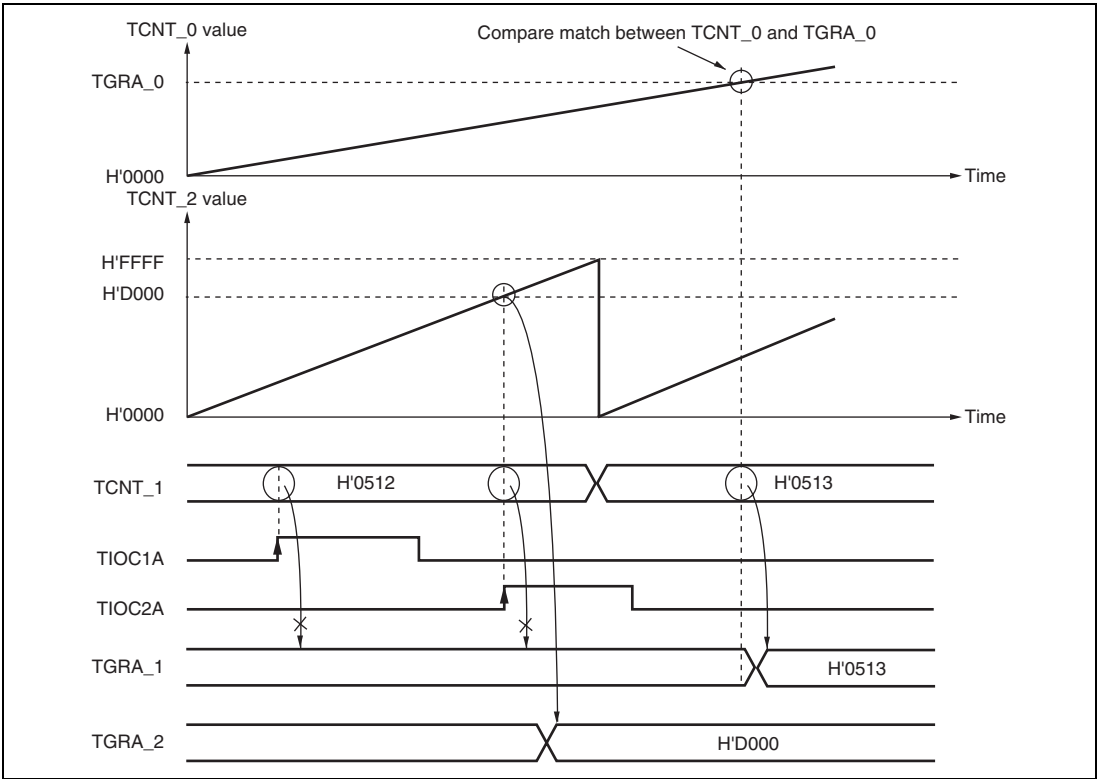 TCNT_0 value
Compare match between TCNT_0 and TGRA_0
TGRA_0
H'0000
Time
TCNT_2 value
H'FFFF
H'D000
H'0000
Time
TCNT_1
H'0512
H'0513
TIOC1A
TIOC2A
TGRA_1
H'0513
TGRA_2
H'D000